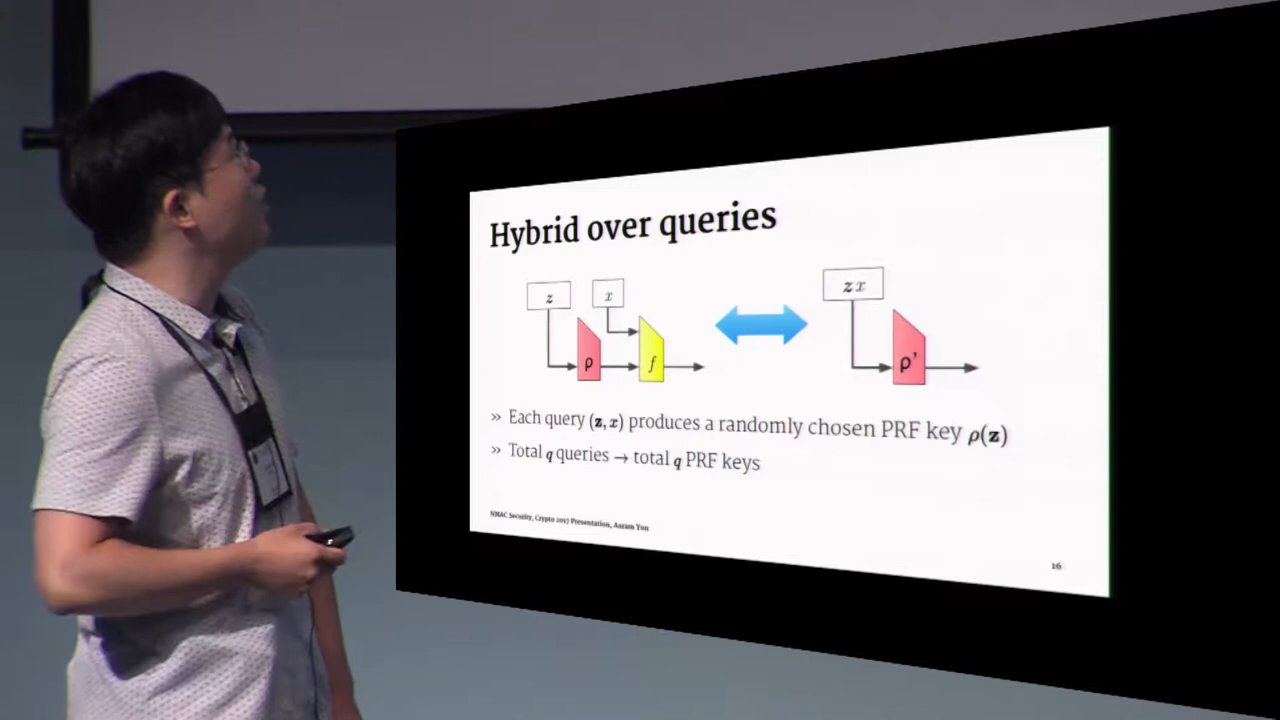 Hybrid over queries
z x z x
ρ f ρ'
» Each query (z, x) produces a randomly chosen PRF key ρ(z)
» Total q queries → total q PRF keys
NMAC Security, Crypto 2017 Presentation, Aaram Yun
16